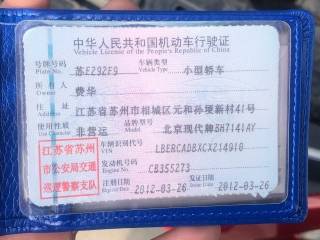 中华人民共和国机动车行驶证
Vehicle License of the People's Republic of China
号牌号码 苏EZ92F9 车辆类型 小型轿车
Plate No. Vehicle Type
所有人 费华
Owner
住址 江苏省苏州市相城区元和孙埂新村41号
Address
使用性质 非营运 品牌型号 北京现代牌BH7141AY
Use Character Model
江苏省苏州 车辆识别代号 LBERCADBXCX214910
VIN
市公安局交通 发动机号码 CB355273
Engine No.
巡逻警察支队 注册日期 2012-03-26 发证日期 2012-03-26
Register Date Issue Date